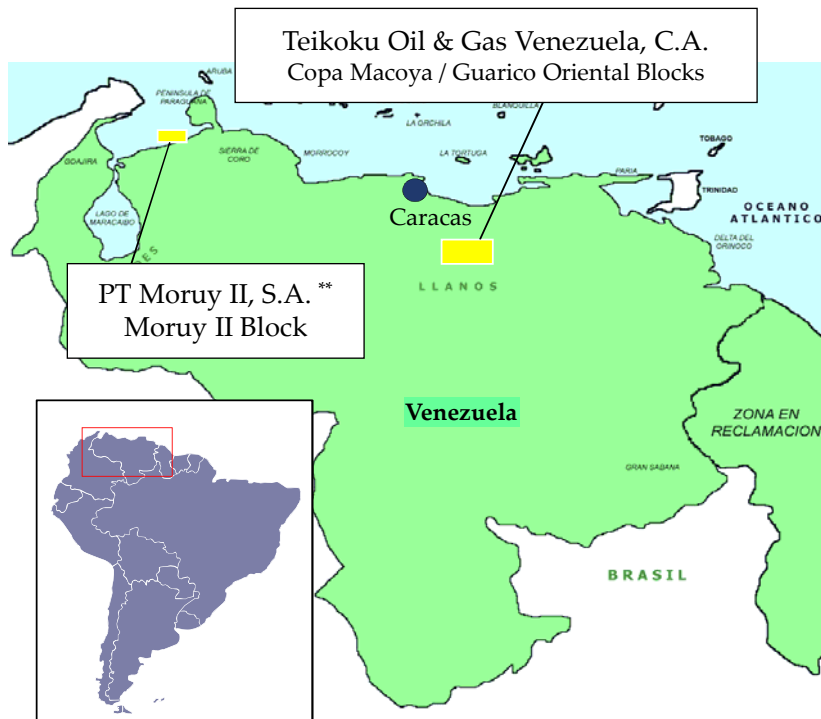 Teikoku Oil & Gas Venezuela, C.A.
Copa Macoya / Guarico Oriental Blocks
ARUBA
PENINSULA DE
PARAGUANA
BLANQUILLA
LA ORCHILA
TOBAGO
GOAJIRA
SIERRA DE
CORO
MORROCOY
LA TORTUGA
PARIA
TRINIDAD
LAGO DE
MARACAIBO
Caracas
OCEANO
ATLANTICO
DELTA DEL
ORINOCO
PT Moruy II, S.A. **
Moruy II Block
LLANOS
Venezuela
ZONA EN
RECLAMACION
GRAN SABANA
BRASIL